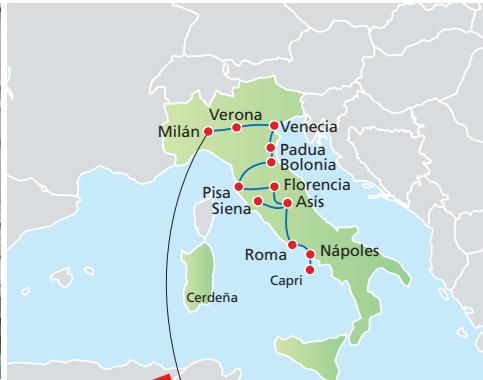 Verona
Milán
Venecia
Padua
Bolonia
Pisa
Florencia
Siena
Asís
Roma
Nápoles
Capri
Cerdeña